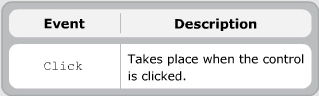 Event Description
Click Takes place when the control
is clicked.